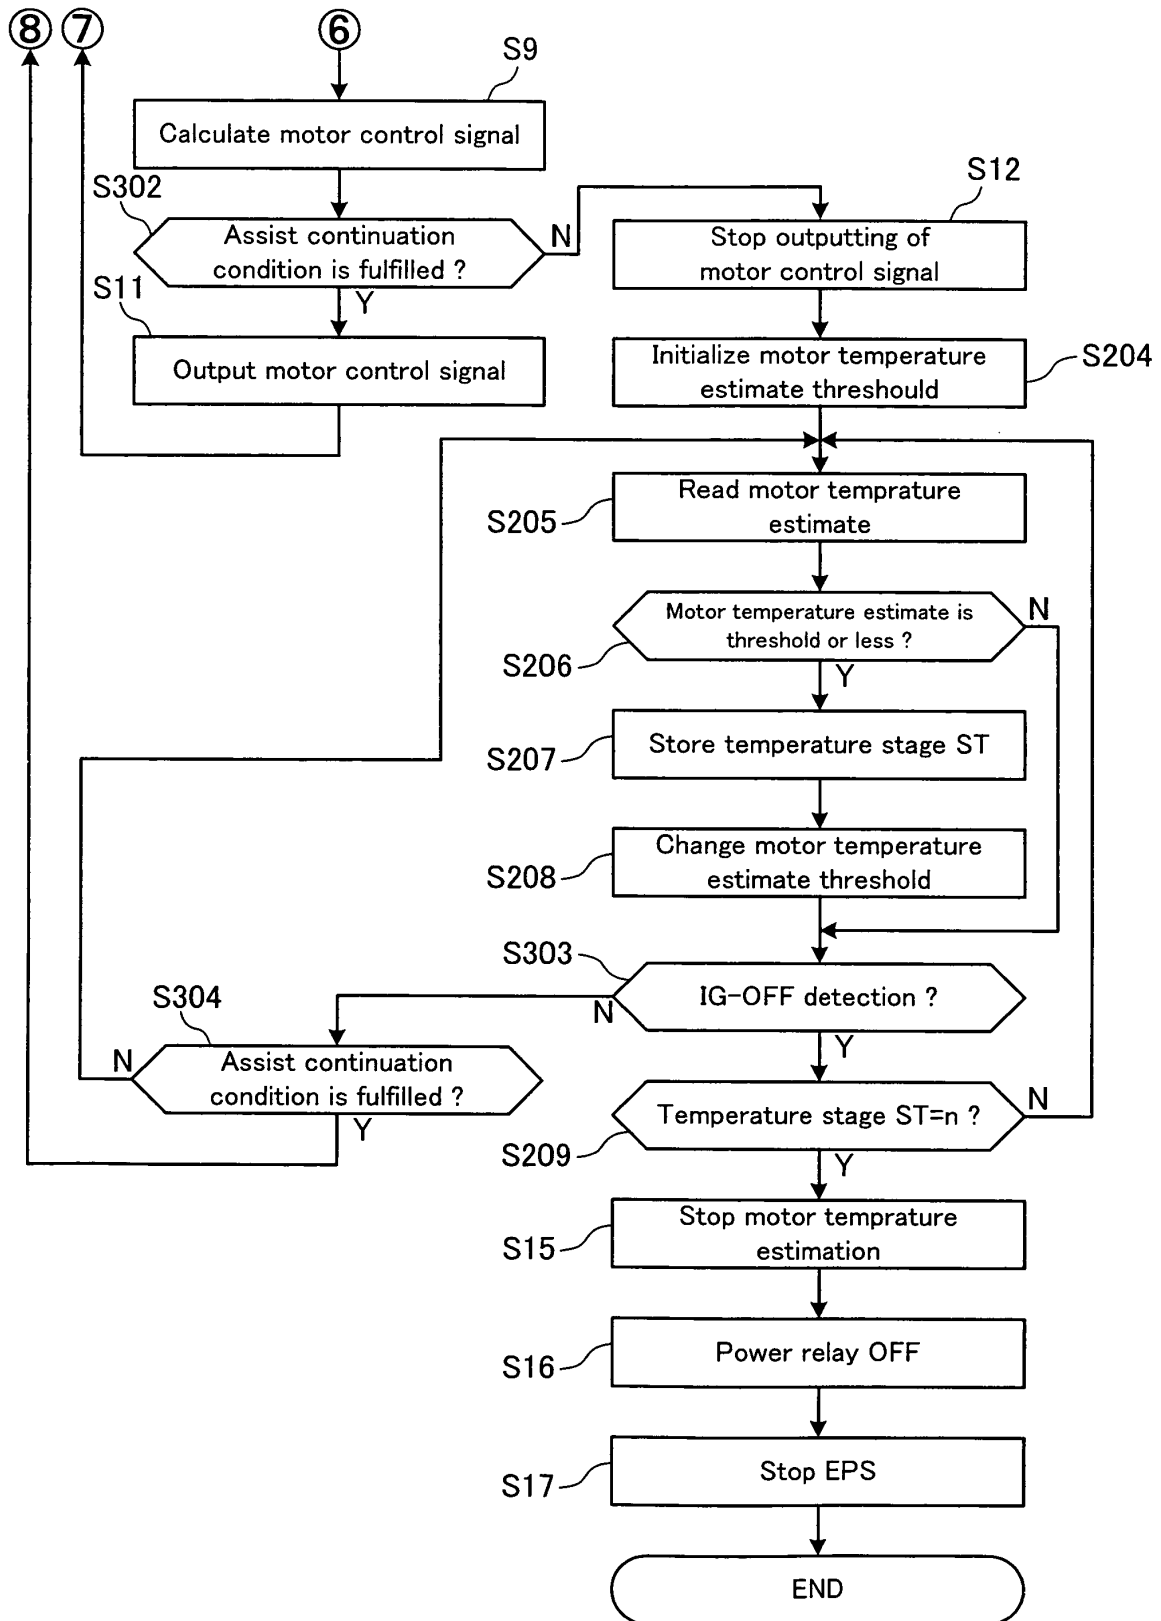 ⑧ ⑦ ⑥
S9
Calculate motor control signal
S302
Assist continuation
condition is fulfilled ?
N
Y
S11
Output motor control signal
S12
Stop outputting of
motor control signal
Initialize motor temperature
estimate threshould
S204
Read motor temprature
estimate
S205
Motor temperature estimate is
threshold or less ?
N
S206
Y
Store temperature stage ST
S207
Change motor temperature
estimate threshold
S208
S303
IG-OFF detection ?
N
Y
S304
Assist continuation
condition is fulfilled ?
N
Y
Temperature stage ST=n ?
N
S209
Y
Stop motor temprature
estimation
S15
Power relay OFF
S16
Stop EPS
S17
END